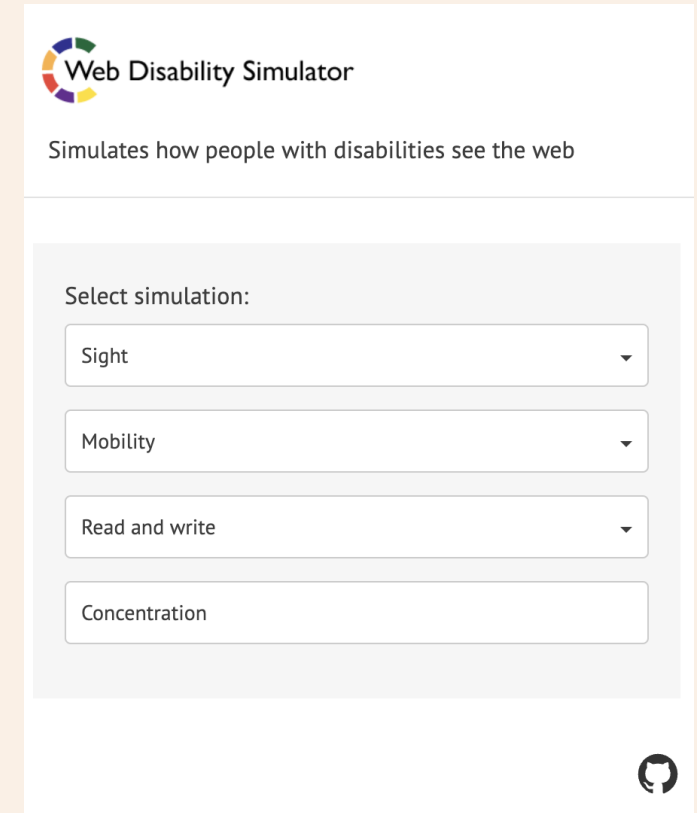 Web Disability Simulator
Simulates how people with disabilities see the web
Select simulation:
Sight
Mobility
Read and write
Concentration